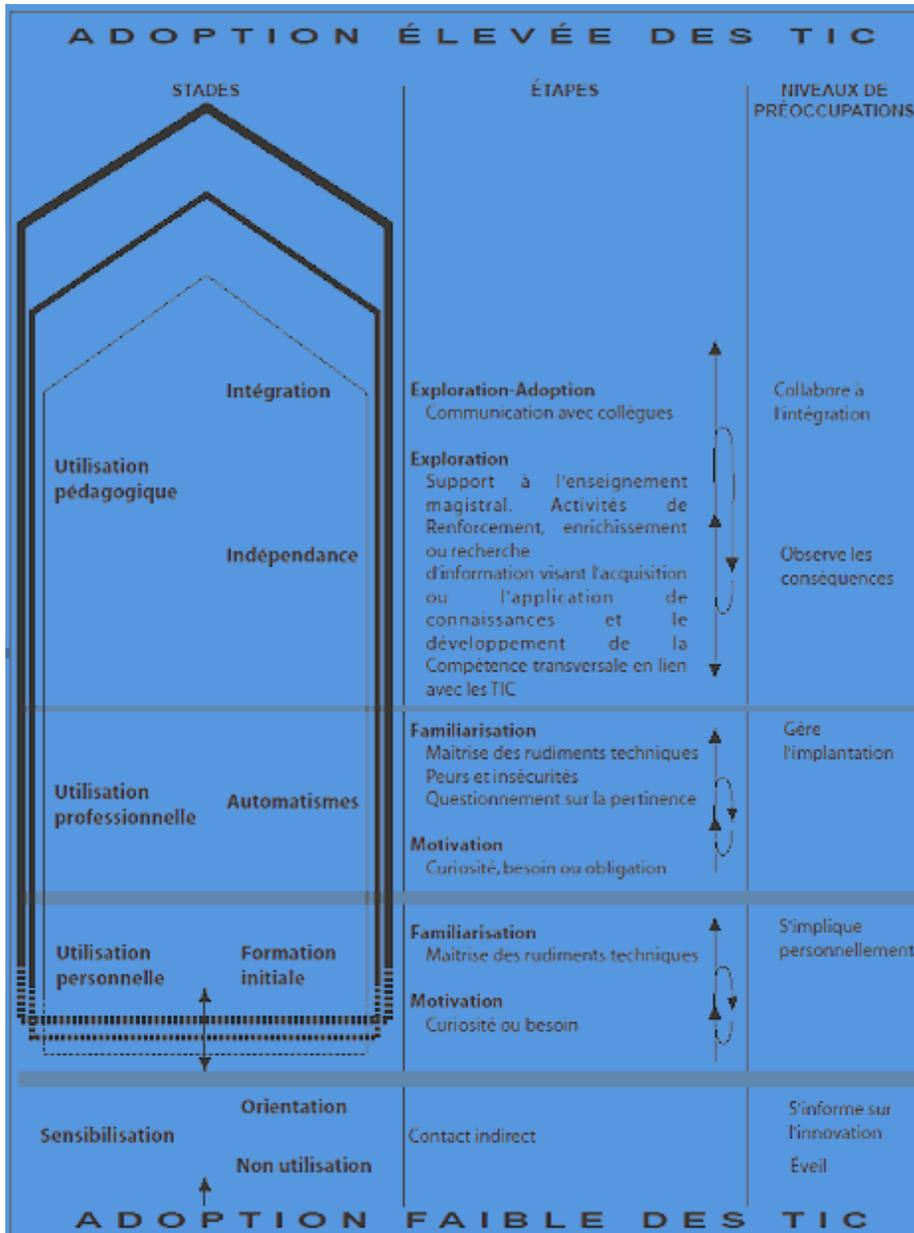 ADOPTION ÉLEVÉE DES TIC
STADES
ÉTAPES
NIVEAUX DE
PRÉOCCUPATIONS
Intégration
Exploration-Adoption
Communication avec collègues
Collabore à
l'intégration
Utilisation
pédagogique
Exploration
Support à l'enseignement
magistral. Activités de
Renforcement, enrichissement
ou recherche
d'information visant l'acquisition
ou l'application de
connaissances et le
développement de la
Compétence transversale en lien
avec les TIC
Indépendance
Observe les
conséquences
Utilisation
professionnelle
Automatismes
Familiarisation
Maîtrise des rudiments techniques
Peurs et insécurités
Questionnement sur la pertinence
Motivation
Curiosité, besoin ou obligation
Gère
l'implantation
Utilisation
personnelle
Formation
initiale
Familiarisation
Maîtrise des rudiments techniques
Motivation
Curiosité ou besoin
S'implique
personnellement
Sensibilisation
Orientation
Non utilisation
Contact indirect
S'informe sur
l'innovation
Éveil
ADOPTION FAIBLE DES TIC